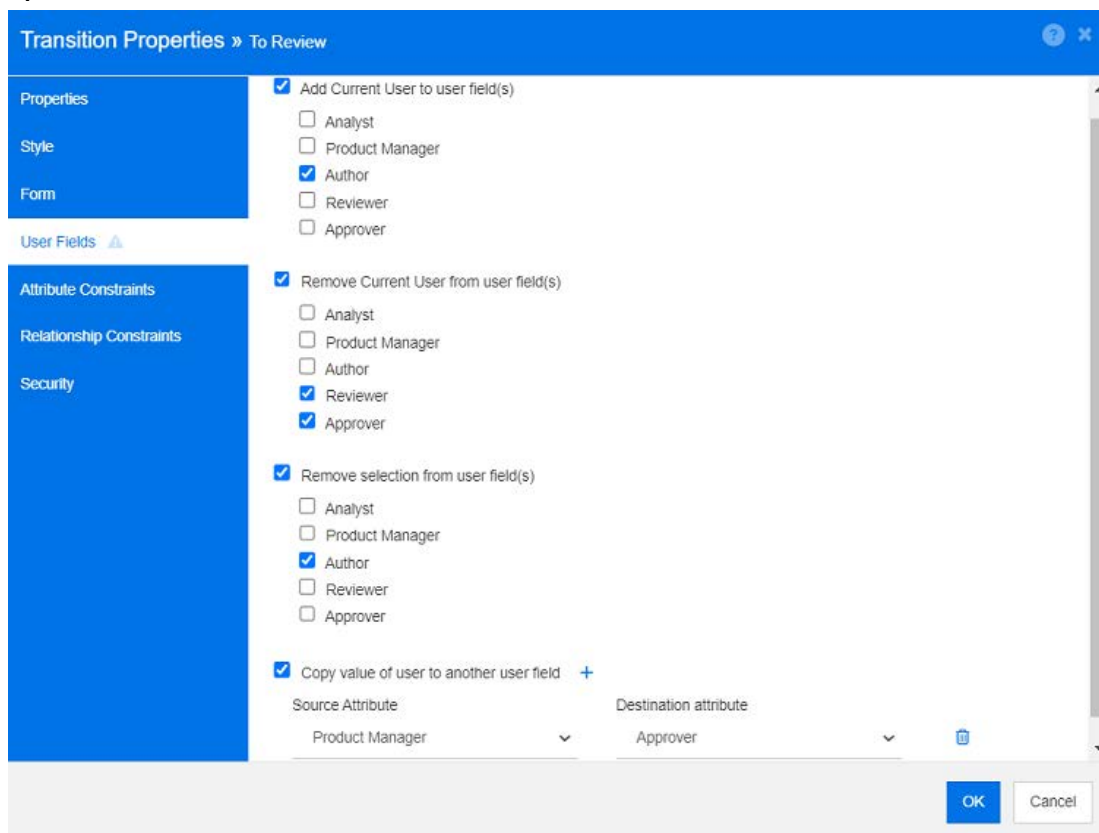 Transition Properties » To Review
Properties
Style
Form
User Fields
Attribute Constraints
Relationship Constraints
Security
Add Current User to user field(s)
Analyst
Product Manager
Author
Reviewer
Approver
Remove Current User from user field(s)
Analyst
Product Manager
Author
Reviewer
Approver
Remove selection from user field(s)
Analyst
Product Manager
Author
Reviewer
Approver
Copy value of user to another user field +
Source Attribute Destination attribute
Product Manager Approver
OK Cancel